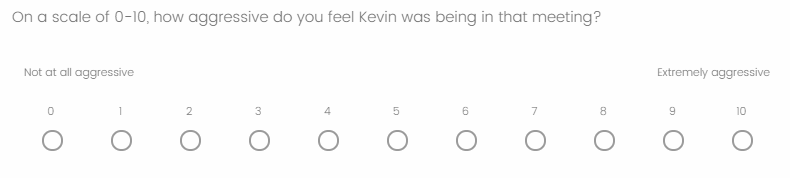 On a scale of 0-10, how aggressive do you feel Kevin was being in that meeting?
Not at all aggressive Extremely aggressive
0 1 2 3 4 5 6 7 8 9 10